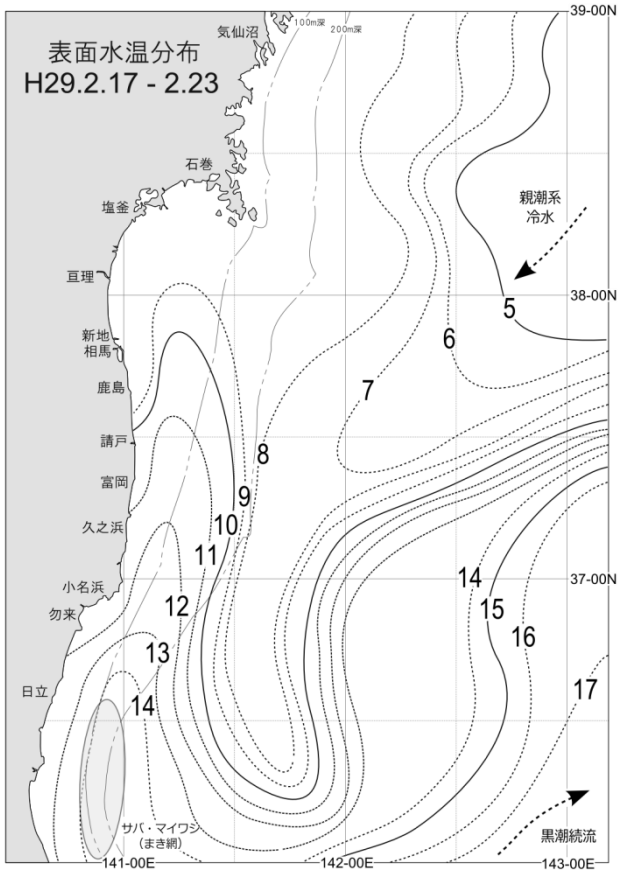 39-00N
気仙沼
100m深
200m深
表面水温分布
H29.2.17 - 2.23
石巻
塩釜
親潮系
冷水
亘理
38-00N
5
新地
相馬
6
鹿島
7
請戸
8
富岡
9
10
久之浜
11
37-00N
14
小名浜
12
15
勿来
16
13
17
日立
14
サバ・マイワシ
(まき網)
黒潮続流
141-00E
142-00E
143-00E